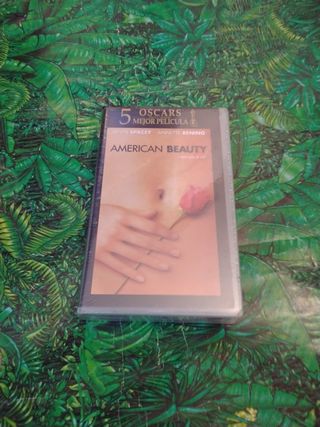 5 OSCARS
MEJOR PELÍCULA
SPACEY ANNETTE BENING
AMERICAN BEAUTY